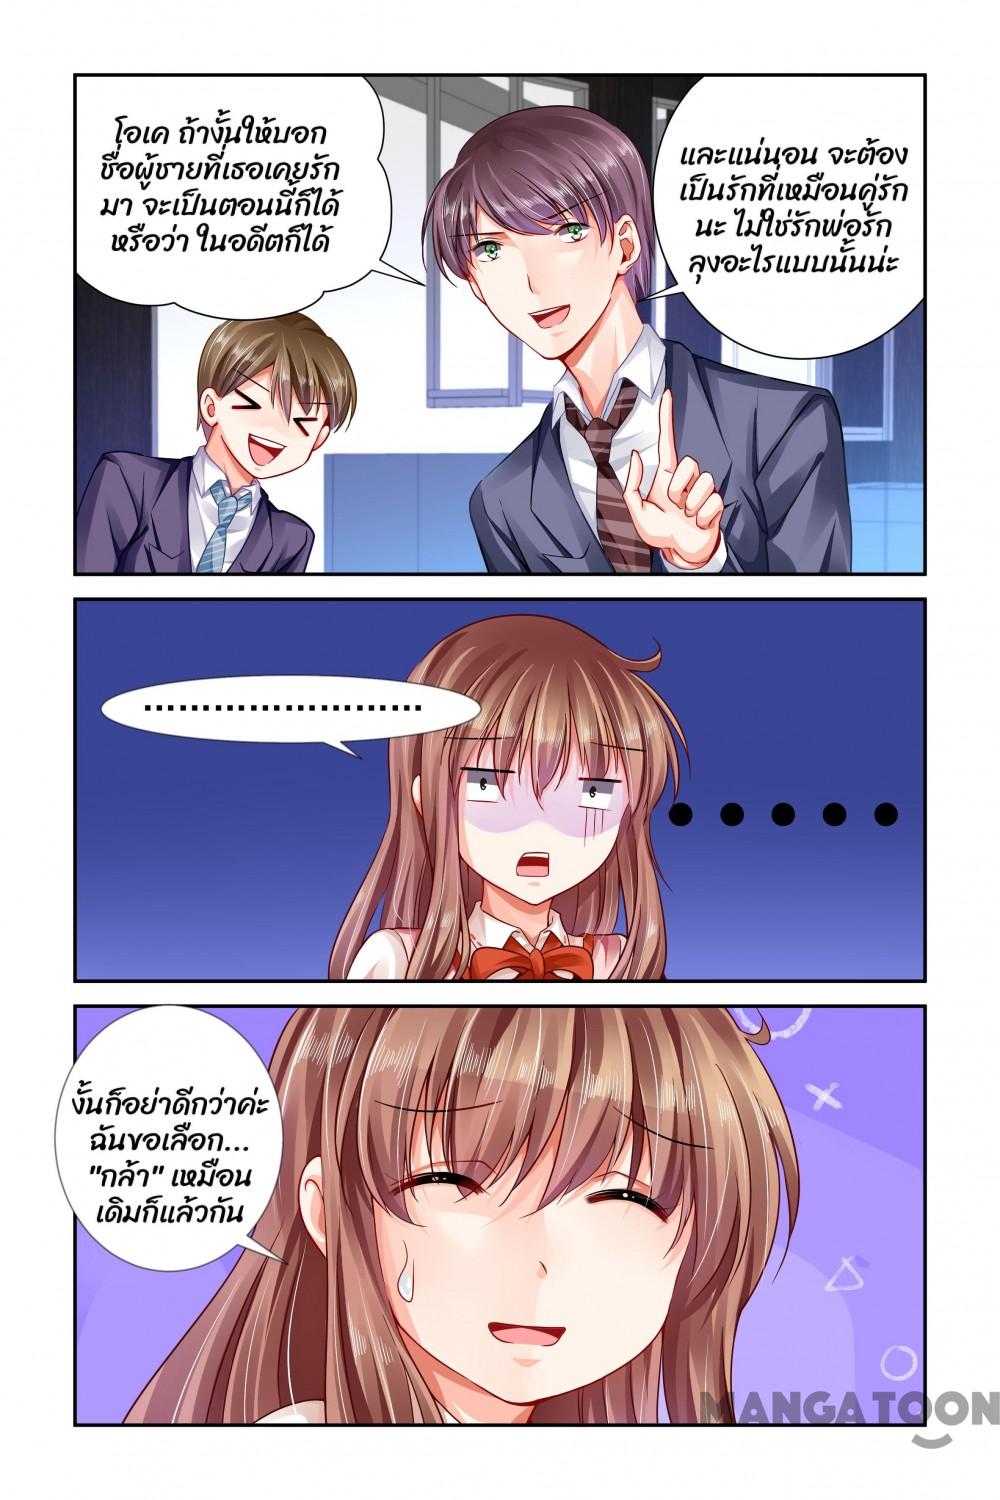 โอเค ถ้างั้นให้บอก
ชื่อผู้ชายที่เธอเคยรัก
มา จะเป็นตอนนี้ก็ได้
หรือว่า ในอดีตก็ได้
และแน่นอน จะต้อง
เป็นรักที่เหมือนคู่รัก
นะ ไม่ใช่รักพ่อรัก
ลุงอะไรแบบนั้นน่ะ
........................
.....
งั้นก็อย่าดีกว่าค่ะ
ฉันขอเลือก...
"กล้า" เหมือน
เดิมก็แล้วกัน
MANGATOON